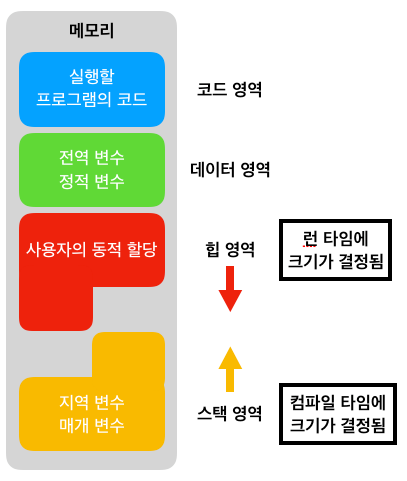 메모리
실행할
프로그램의 코드
코드 영역
전역 변수
정적 변수
데이터 영역
사용자의 동적 할당
힙 영역
런 타임에
크기가 결정됨
지역 변수
매개 변수
스택 영역
컴파일 타임에
크기가 결정됨